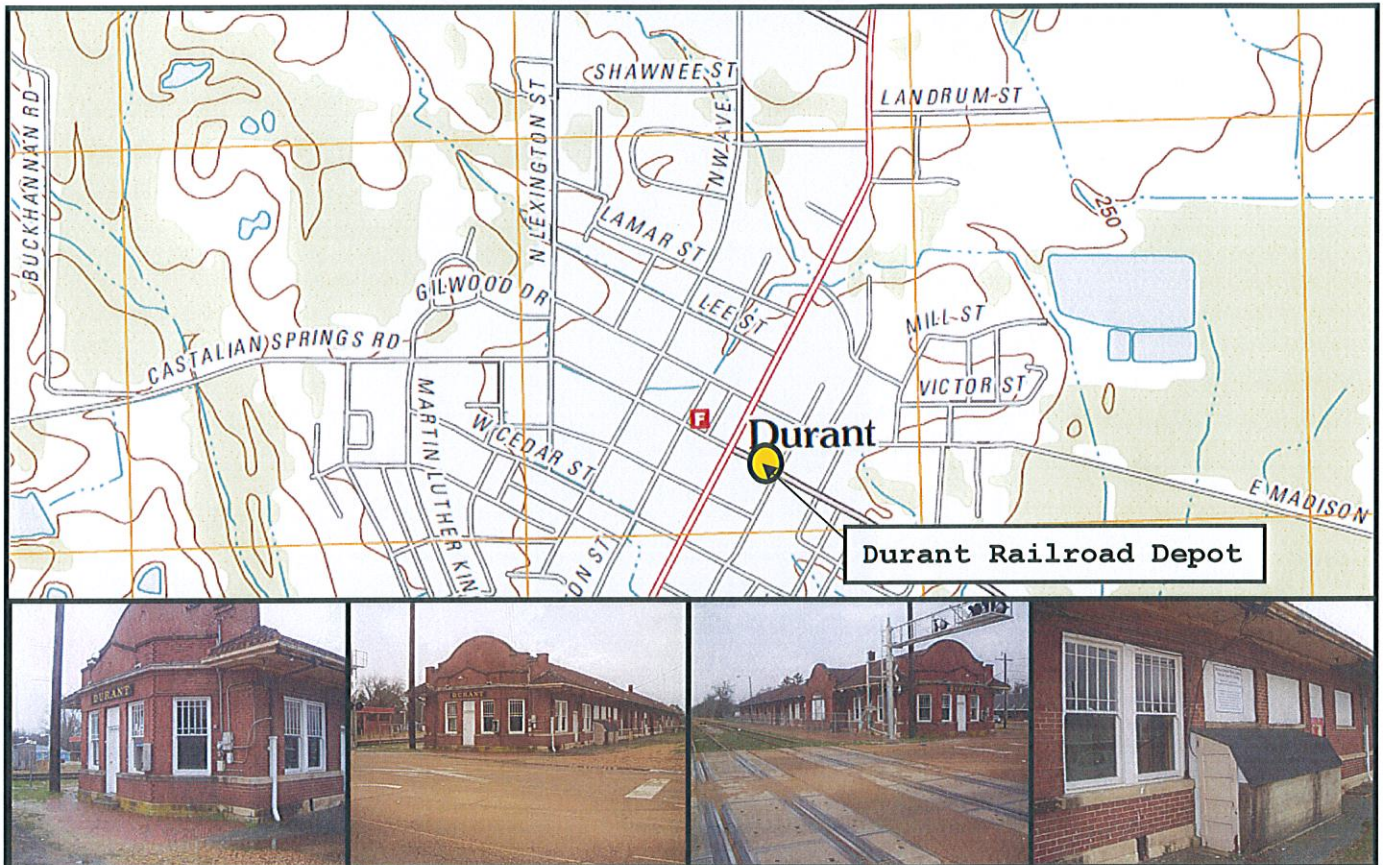 SHAWNEE ST
LANDRUM ST
BUCKHANNAN RD
N LEXINGTON ST
NW AVE
250
LAMAR ST
GILWOOD DR
LEE ST
MILL ST
CASTALIAN SPRINGS RD
VICTOR ST
MARTIN LUTHER KIN
W CEDAR ST
F
Durant
E MADISON
ON ST
Durant Railroad Depot
DURANT
DURANT